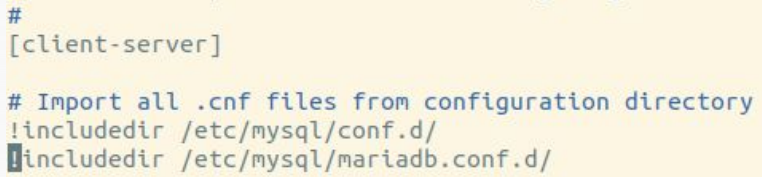 #
[client-server]
# Import all .cnf files from configuration directory
!includedir /etc/mysql/conf.d/
!includedir /etc/mysql/mariadb.conf.d/